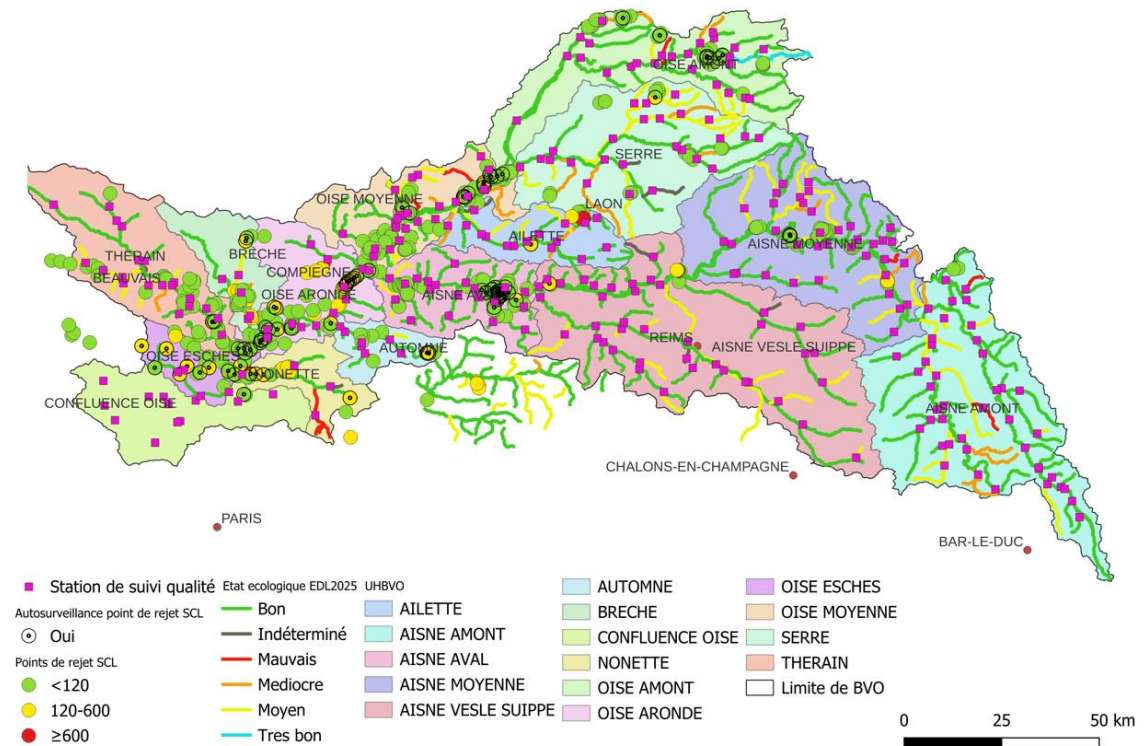 OISE AMONT
SERRE
OISE MOYENNE
LAON
AILETTE
AISNE MOYENNE
THERAIN
BRECHE
BEAUVAIS
COMPIEGNE
OISE ARONDE
REIMS
AISNE VESLE SUIPPE
AUTOMNE
OISE ESCHES
NONETTE
CONFLUENCE OISE
AISNE AMONT
CHALONS-EN-CHAMPAGNE
PARIS
BAR-LE-DUC
Station de suivi qualité
Autosurveillance point de rejet SCL
Oui
Points de rejet SCL
<120
120-600
≥600
Etat ecologique EDL2025
Bon
Indéterminé
Mauvais
Mediocre
Moyen
Tres bon
UHBVO
AILETTE
AISNE AMONT
AISNE AVAL
AISNE MOYENNE
AISNE VESLE SUIPPE
AUTOMNE
BRECHE
CONFLUENCE OISE
NONETTE
OISE AMONT
OISE ARONDE
OISE ESCHES
OISE MOYENNE
SERRE
THERAIN
Limite de BVO
0 25 50 km